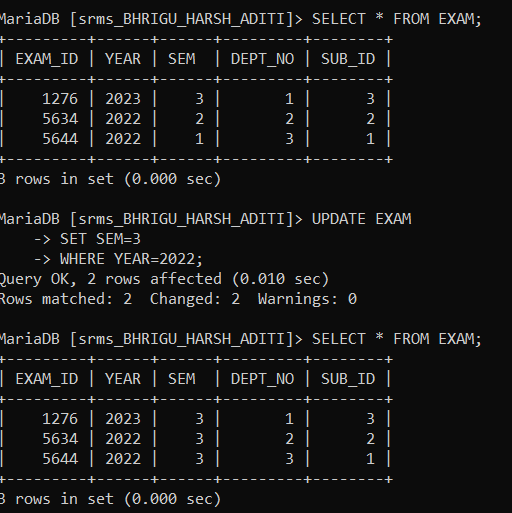 MariaDB [srms_BHRIGU_HARSH_ADITI]> SELECT * FROM EXAM;
+---------+------+------+---------+--------+
| EXAM_ID | YEAR | SEM  | DEPT_NO | SUB_ID |
+---------+------+------+---------+--------+
|    1276 | 2023 |    3 |       1 |      3 |
|    5634 | 2022 |    2 |       2 |      2 |
|    5644 | 2022 |    1 |       3 |      1 |
+---------+------+------+---------+--------+
3 rows in set (0.000 sec)

MariaDB [srms_BHRIGU_HARSH_ADITI]> UPDATE EXAM
    -> SET SEM=3
    -> WHERE YEAR=2022;
Query OK, 2 rows affected (0.010 sec)
Rows matched: 2  Changed: 2  Warnings: 0

MariaDB [srms_BHRIGU_HARSH_ADITI]> SELECT * FROM EXAM;
+---------+------+------+---------+--------+
| EXAM_ID | YEAR | SEM  | DEPT_NO | SUB_ID |
+---------+------+------+---------+--------+
|    1276 | 2023 |    3 |       1 |      3 |
|    5634 | 2022 |    3 |       2 |      2 |
|    5644 | 2022 |    3 |       3 |      1 |
+---------+------+------+---------+--------+
3 rows in set (0.000 sec)